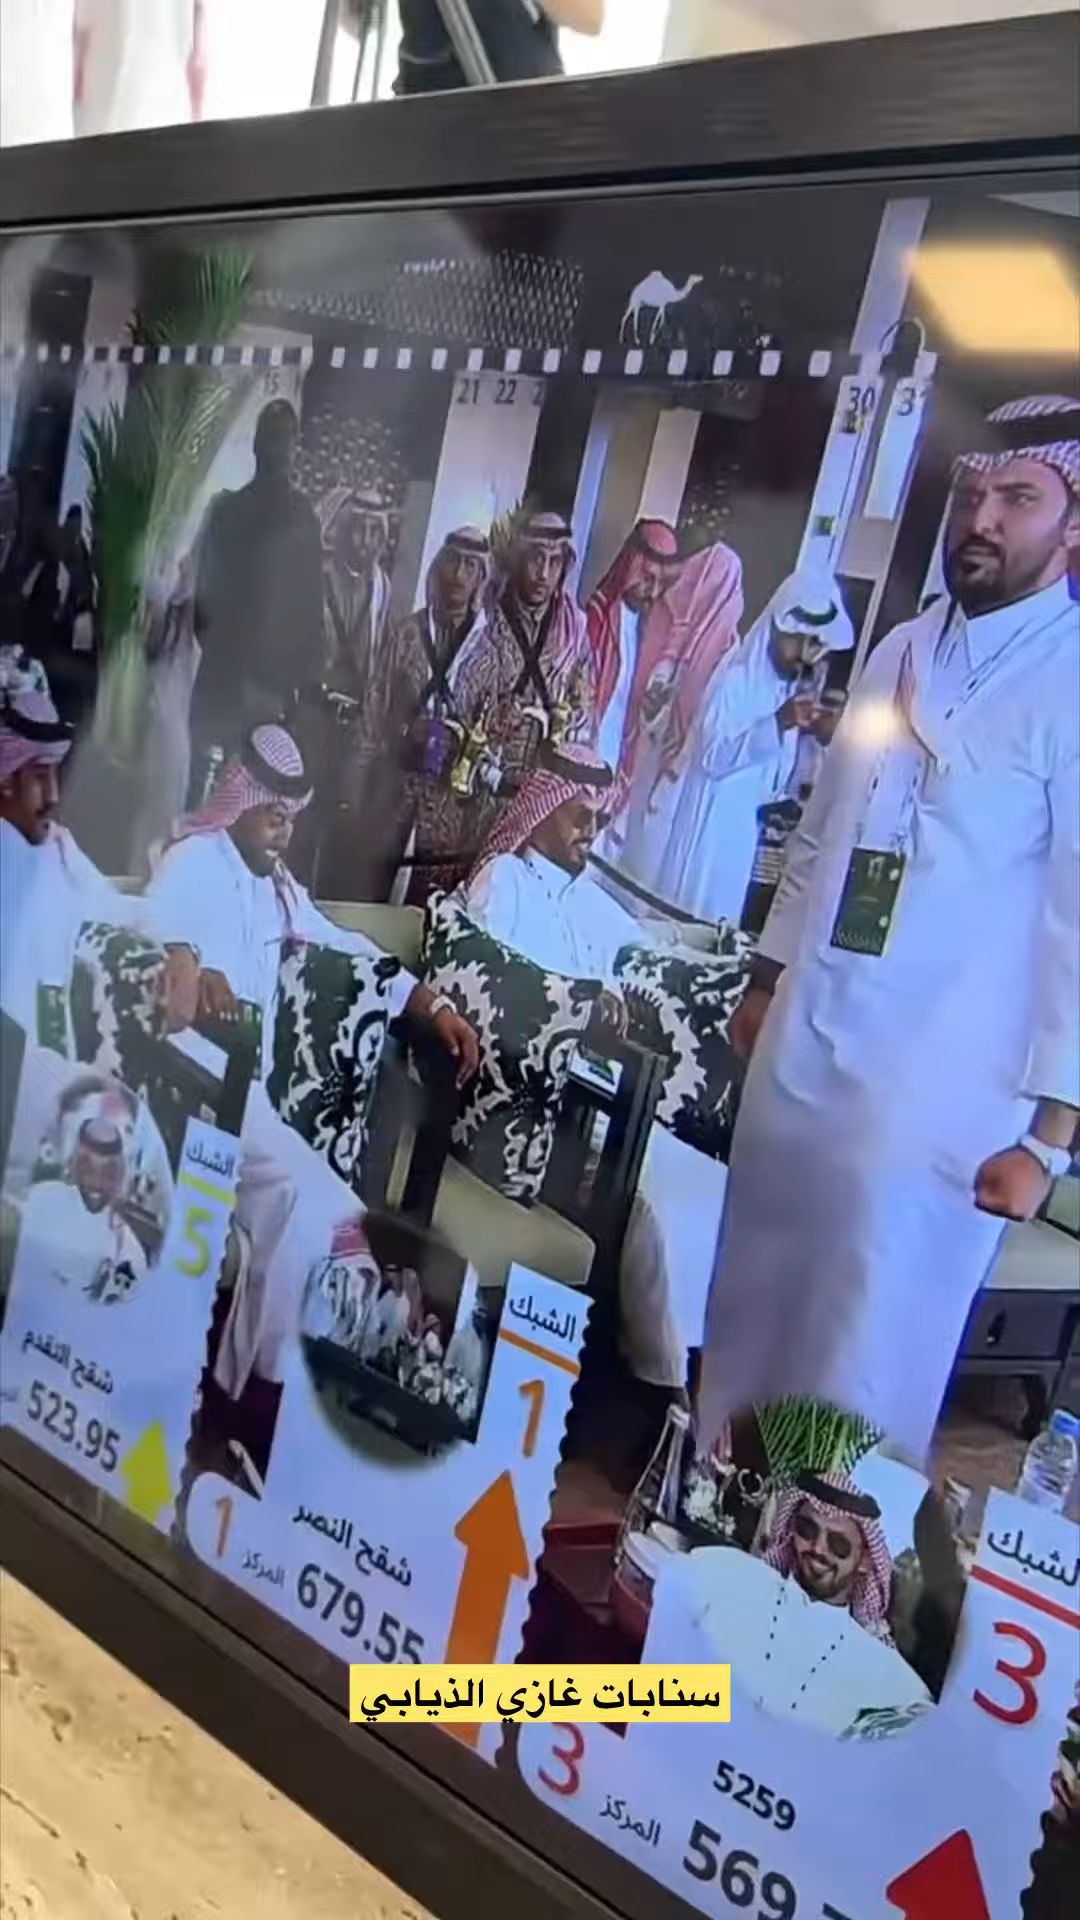 21 22
30 31
الشبك
5
شقح التقدم
523.95
الشبك
1
شقح النصر
1
المركز
679.55
الشبك
3
5259
3
المركز
569
سنابات غازي الذيابي